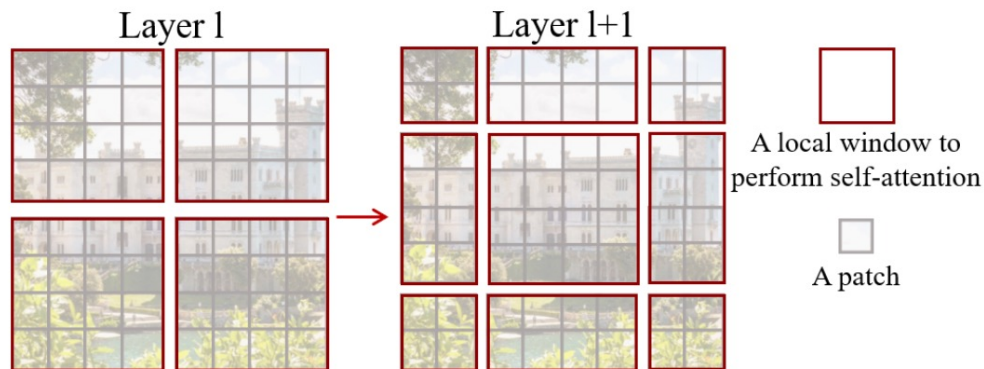 Layer l
Layer l+1
A local window to
perform self-attention
A patch